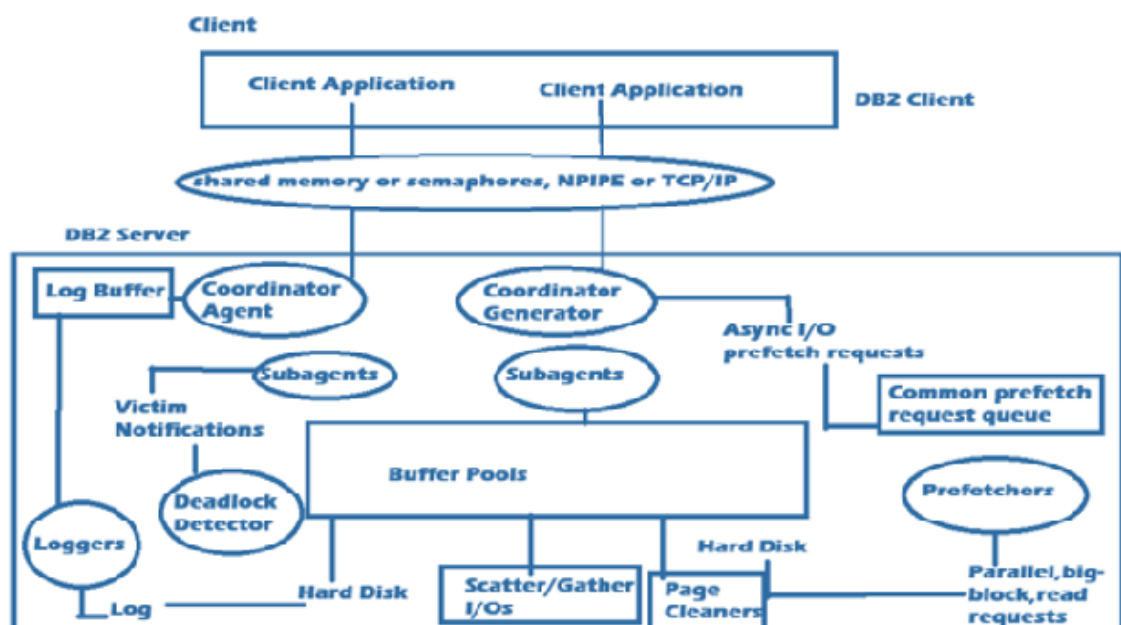 Client
Client Application
Client Application
DB2 Client
shared memory or semaphores, NPIPE or TCP/IP
DB2 Server
Log Buffer
Coordinator
Agent
Coordinator
Generator
Async I/O
prefetch requests
Subagents
Subagents
Common prefetch
request queue
Victim
Notifications
Buffer Pools
Deadlock
Detector
Prefetchers
Loggers
Hard Disk
Hard Disk
Scatter/Gather
I/Os
Page
Cleaners
Parallel,big-
block,read
requests
Log